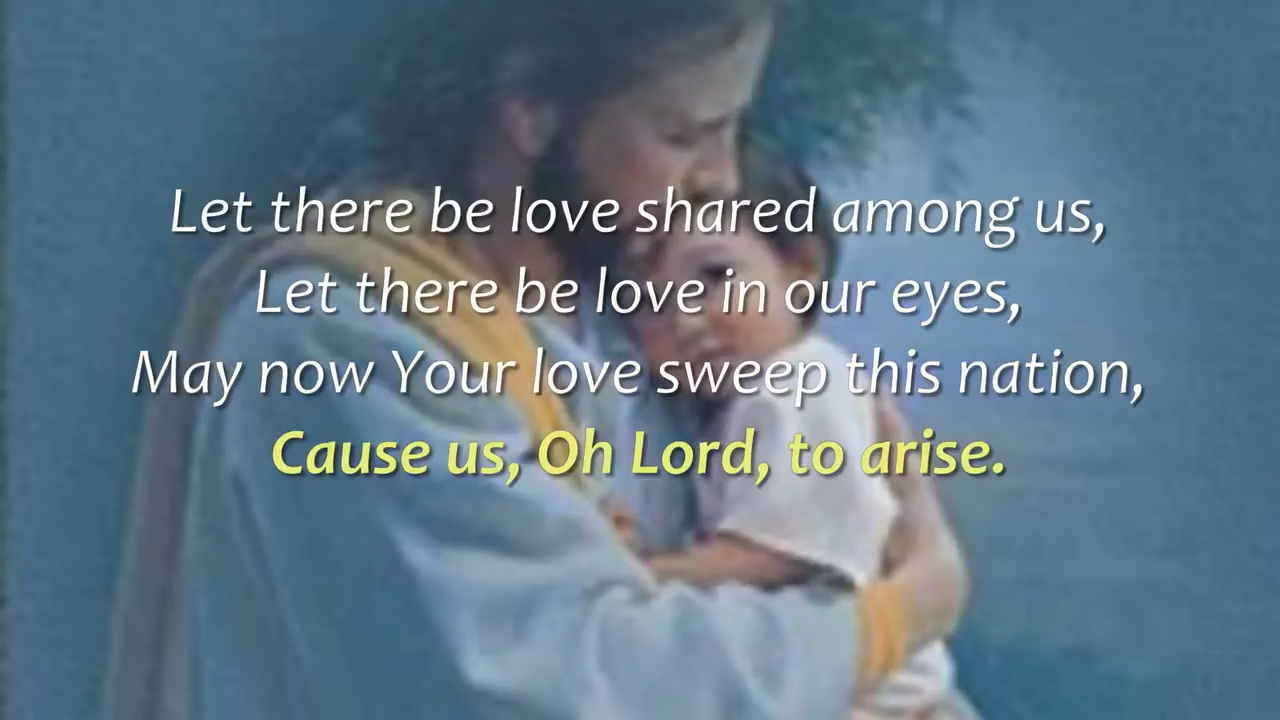 Let there be love shared among us,
Let there be love in our eyes,
May now Your love sweep this nation,
Cause us, Oh Lord, to arise.